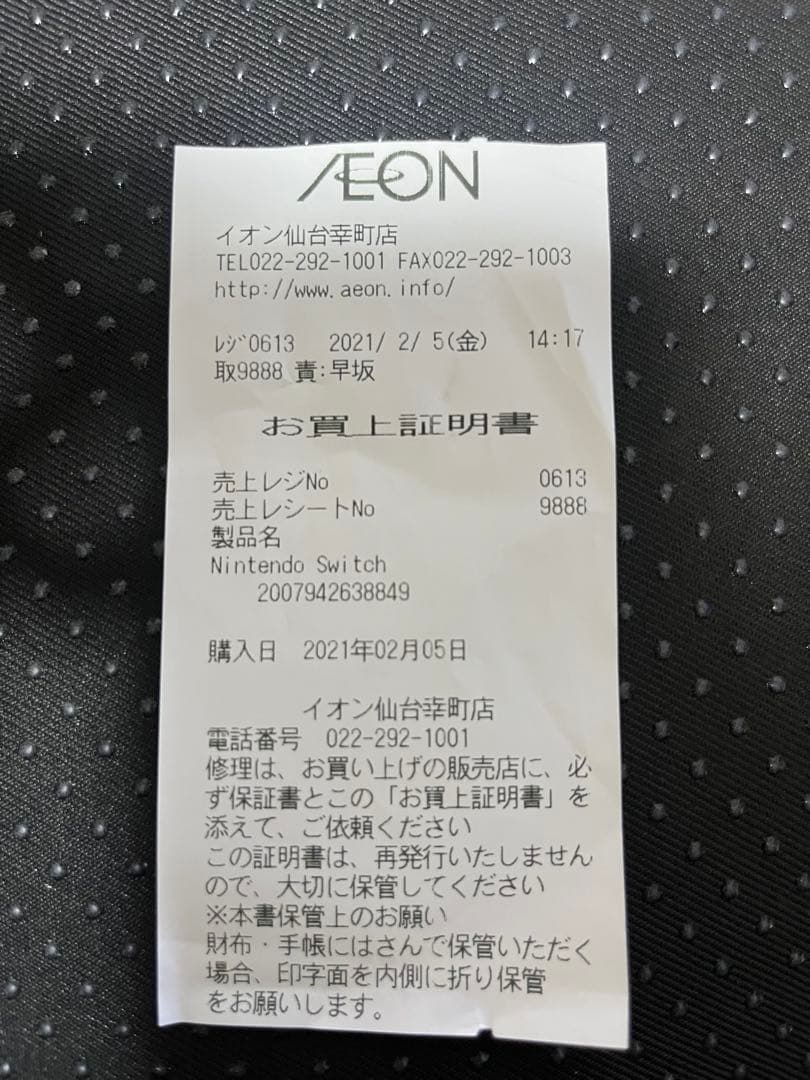 ÆON
イオン仙台幸町店
TEL022-292-1001 FAX022-292-1003
http://www.aeon.info/
ﾚｼﾞ0613 2021/ 2/ 5(金) 14:17
取9888 責:早坂
お買上証明書
売上レジNo 0613
売上レシートNo 9888
製品名
Nintendo Switch
2007942638849
購入日 2021年02月05日
イオン仙台幸町店
電話番号 022-292-1001
修理は、お買い上げの販売店に、必
ず保証書とこの「お買上証明書」を
添えて、ご依頼ください
この証明書は、再発行いたしません
ので、大切に保管してください
※本書保管上のお願い
財布・手帳にはさんで保管いただく
場合、印字面を内側に折り保管
をお願いします。